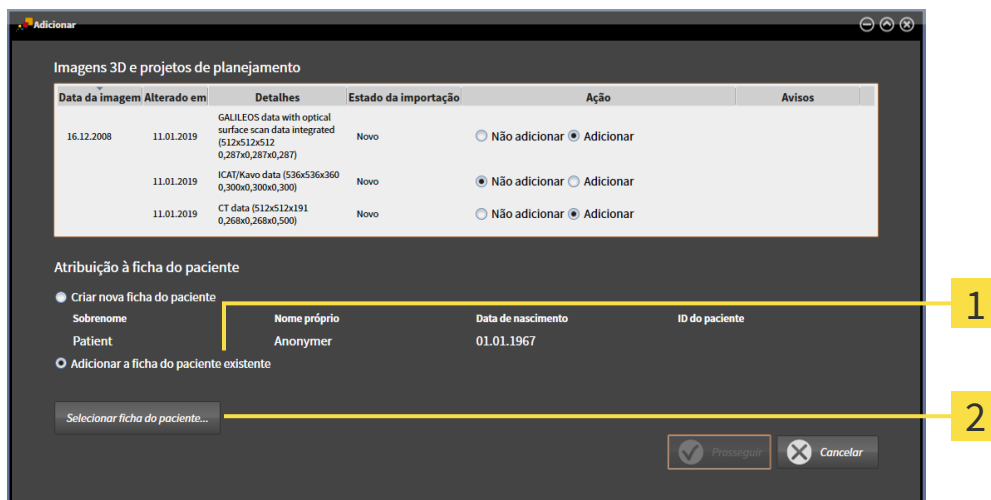 Adicionar
Imagens 3D e projetos de planejamento
Data da imagem Alterado em Detalhes Estado da importação Ação Avisos
16.12.2008 11.01.2019 GALILEOS data with optical
surface scan data integrated
(512x512x512
0,287x0,287x0,287) Novo Não adicionar Adicionar
11.01.2019 ICAT/Kavo data (536x536x360
0,300x0,300x0,300) Novo Não adicionar Adicionar
11.01.2019 CT data (512x512x191
0,268x0,268x0,500) Novo Não adicionar Adicionar
Atribuição à ficha do paciente
Criar nova ficha do paciente
1
Sobrenome Nome próprio Data de nascimento ID do paciente
Patient Anonymer 01.01.1967
Adicionar a ficha do paciente existente
Selecionar ficha do paciente...
2
Prosseguir Cancelar